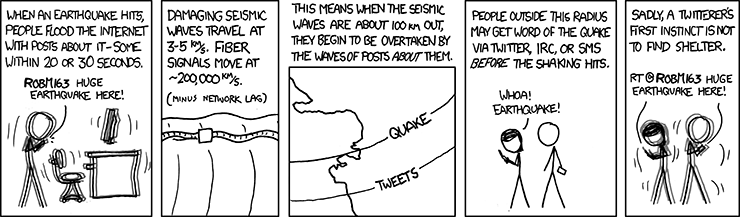 WHEN AN EARTHQUAKE HITS,
PEOPLE FLOOD THE INTERNET
WITH POSTS ABOUT IT-SOME
WITHIN 20 OR 30 SECONDS.
ROBM163 HUGE
EARTHQUAKE HERE!
DAMAGING SEISMIC
WAVES TRAVEL AT
3-5 km/s. FIBER
SIGNALS MOVE AT
~200,000 km/s.
(MINUS NETWORK LAG)
THIS MEANS WHEN THE SEISMIC
WAVES ARE ABOUT 100 KM OUT,
THEY BEGIN TO BE OVERTAKEN BY
THE WAVES OF POSTS ABOUT THEM.
QUAKE
TWEETS
PEOPLE OUTSIDE THIS RADIUS
MAY GET WORD OF THE QUAKE
VIA TWITTER, IRC, OR SMS
BEFORE THE SHAKING HITS.
WHOA!
EARTHQUAKE!
SADLY, A TWITTERER'S
FIRST INSTINCT IS NOT
TO FIND SHELTER.
RT @ROBM163 HUGE
EARTHQUAKE HERE!